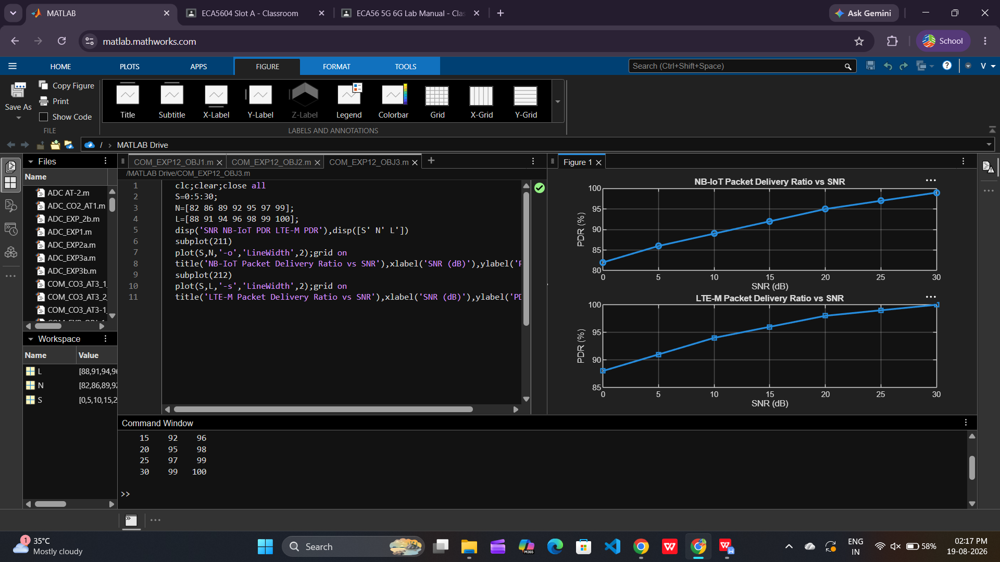 MATLAB
ECA5604 Slot A - Classroom
ECA56 5G 6G Lab Manual - Clas
Ask Gemini
matlab.mathworks.com
School
HOME
PLOTS
APPS
FIGURE
FORMAT
TOOLS
Search (Ctrl+Shift+Space)
V
Save As
Copy Figure
Print
Show Code
FILE
Title
Subtitle
X-Label
Y-Label
Z-Label
Legend
Colorbar
Grid
X-Grid
Y-Grid
LABELS AND ANNOTATIONS
/ › MATLAB Drive
Files
Name
ADC AT-2.m
ADC_CO2_AT1.m
ADC_EXP_2b.m
ADC_EXP1.m
ADC_EXP2a.m
ADC_EXP3a.m
ADC_EXP3b.m
COM_CO3_AT3_1_
COM_CO3_AT3_2_
COM_CO3_AT3-1_
Workspace
Name Value
L [88,91,94,96
N [82,86,89,92
S [0,5,10,15,2
COM_EXP12_OBJ1.m
COM_EXP12_OBJ2.m
COM_EXP12_OBJ3.m
/MATLAB Drive/COM_EXP12_OBJ3.m
1 clc;clear;close all
2 S=0:5:30;
3 N=[82 86 89 92 95 97 99];
4 L=[88 91 94 96 98 99 100];
5 disp('SNR NB-IoT PDR LTE-M PDR'),disp([S' N' L'])
6 subplot(211)
7 plot(S,N,'-o','LineWidth',2);grid on
8 title('NB-IoT Packet Delivery Ratio vs SNR'),xlabel('SNR (dB)'),ylabel('P
9 subplot(212)
10 plot(S,L,'-s','LineWidth',2);grid on
11 title('LTE-M Packet Delivery Ratio vs SNR'),xlabel('SNR (dB)'),ylabel('PD
Figure 1
NB-IoT Packet Delivery Ratio vs SNR
100
95
90
85
80
PDR (%)
0 5 10 15 20 25 30
SNR (dB)
LTE-M Packet Delivery Ratio vs SNR
100
95
90
85
PDR (%)
0 5 10 15 20 25 30
SNR (dB)
Command Window
15 92 96
20 95 98
25 97 99
30 99 100
>>
1
35°C
Mostly cloudy
Search
M365
ENG
IN
58%
02:17 PM
19-08-2026